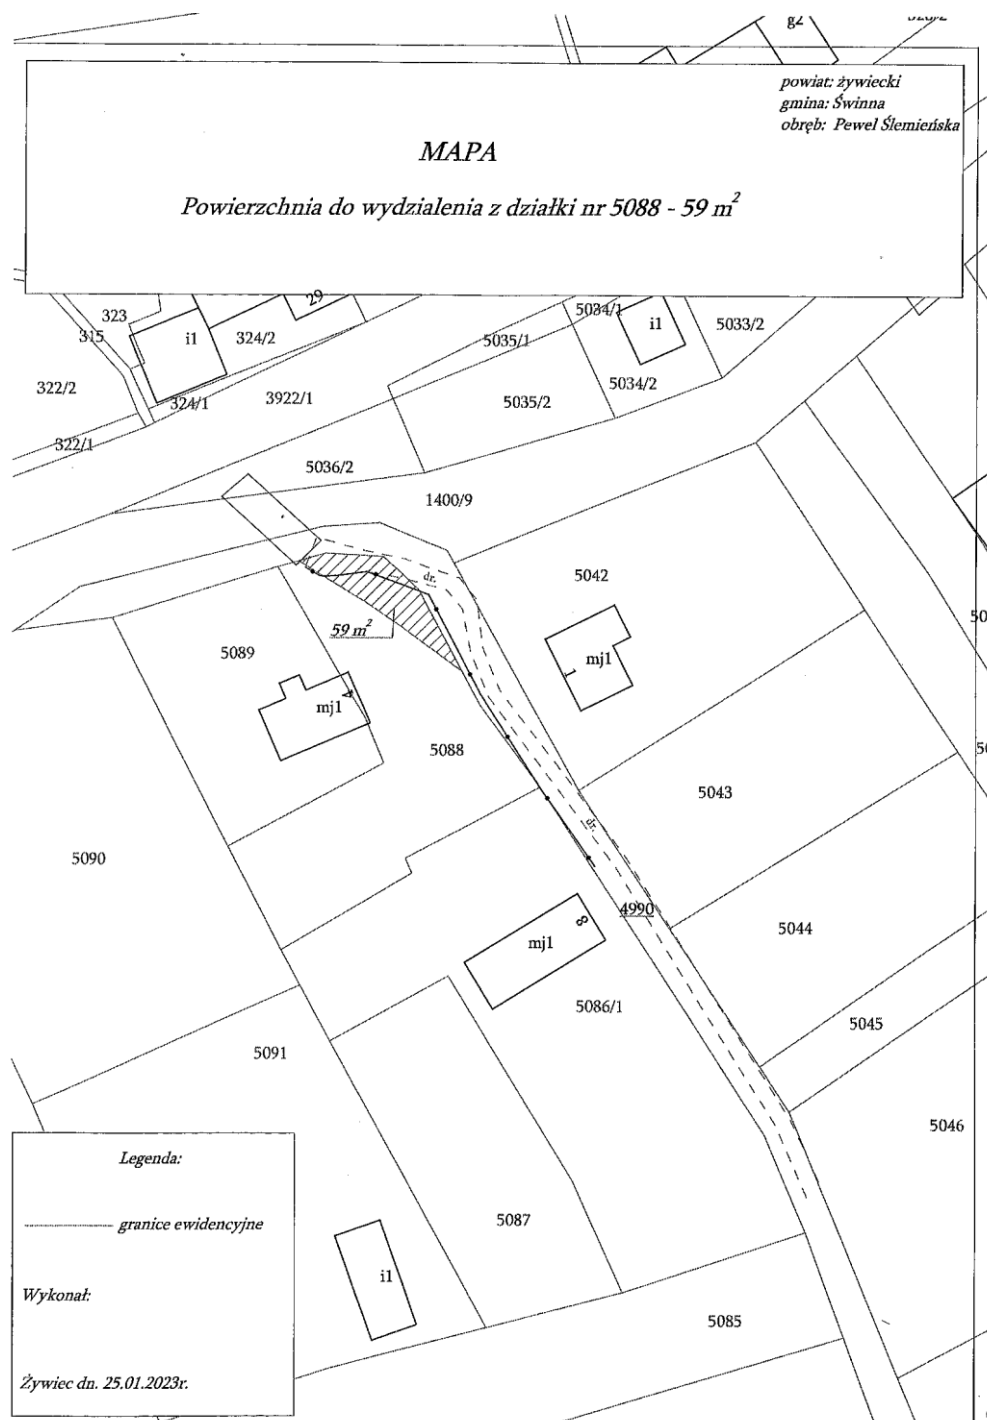 g2
powiat: żywiecki
gmina: Świnna
obręb: Pewel Ślemieńska
MAPA
Powierzchnia do wydzialenia z działki nr 5088 - 59 m²
323
315
i1
324/2
29
5035/1
5034/1
i1
5033/2
322/2
324/1
3922/1
5035/2
5034/2
322/1
5036/2
1400/9
dr.
5042
59 m²
5089
mj1
1
mj1
4
5088
5043
dr.
5090
4990
mj1
8
5044
5086/1
5045
5091
5046
Legenda:
granice ewidencyjne
5087
i1
Wykonał:
5085
Żywiec dn. 25.01.2023r.